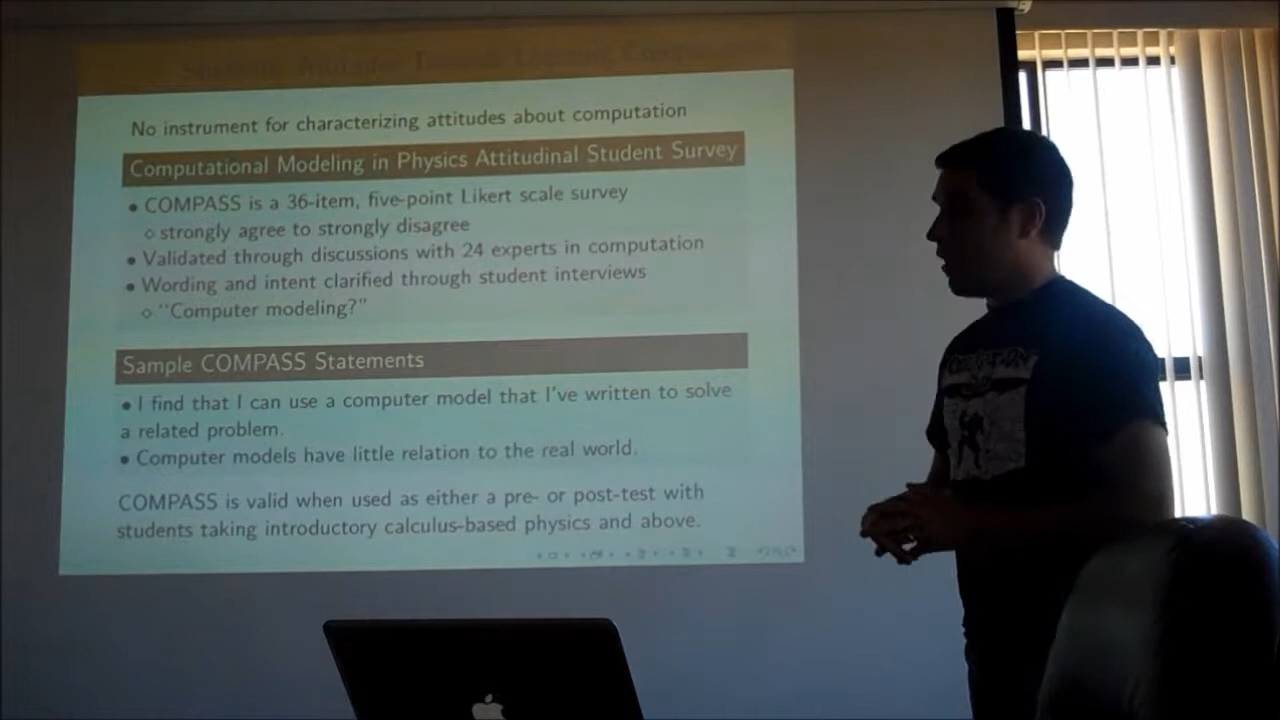 No instrument for characterizing attitudes about computation
Computational Modeling in Physics Attitudinal Student Survey
• COMPASS is a 36-item, five-point Likert scale survey
⋄ strongly agree to strongly disagree
• Validated through discussions with 24 experts in computation
• Wording and intent clarified through student interviews
⋄ "Computer modeling?"
Sample COMPASS Statements
• I find that I can use a computer model that I've written to solve
a related problem.
• Computer models have little relation to the real world.
COMPASS is valid when used as either a pre- or post-test with
students taking introductory calculus-based physics and above.